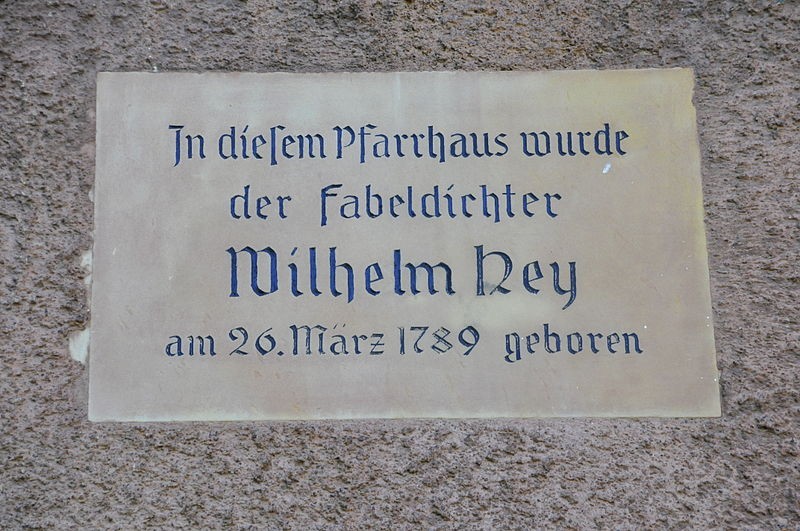 In dieſem Pfarrhaus wurde
der Fabeldichter
Wilhelm Hey
am 26. März 1789 geboren